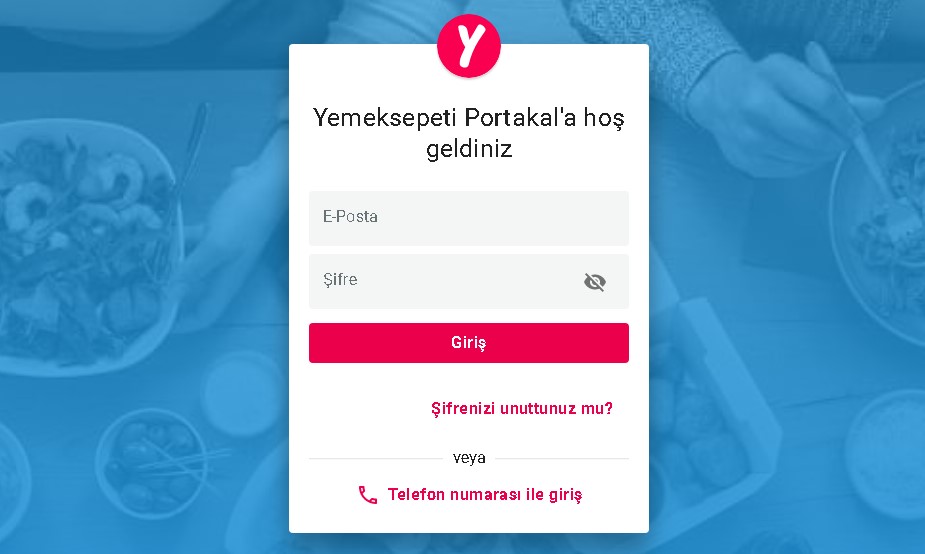 Y
Yemeksepeti Portakal'a hoş
geldiniz
E-Posta
Şifre
Giriş
Şifrenizi unuttunuz mu?
veya
Telefon numarası ile giriş